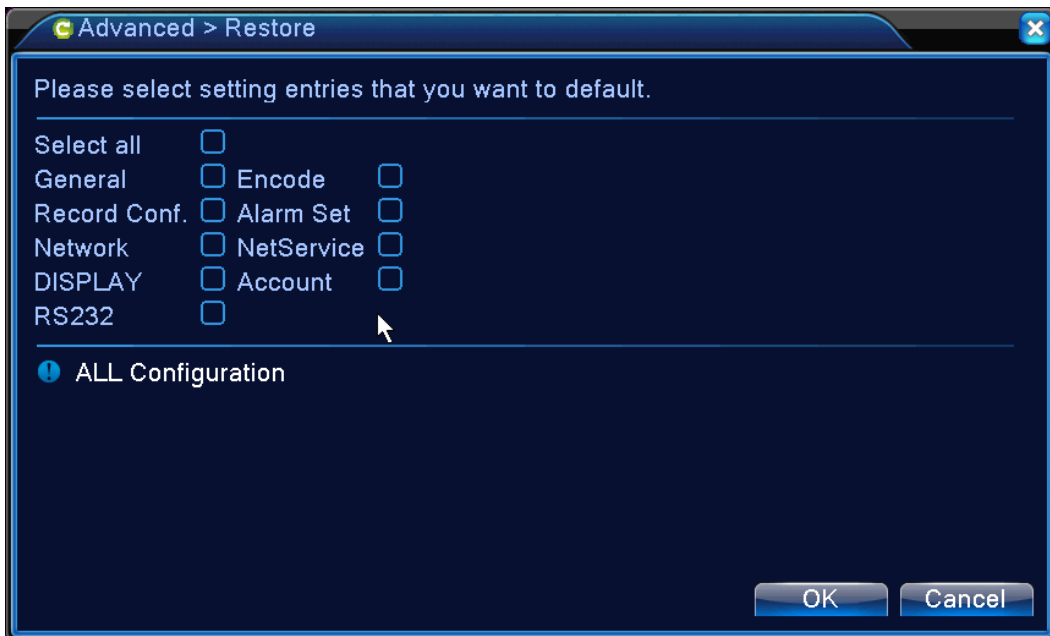 Advanced > Restore
Please select setting entries that you want to default.
Select all
General Encode
Record Conf. Alarm Set
Network NetService
DISPLAY Account
RS232
ALL Configuration
OK Cancel